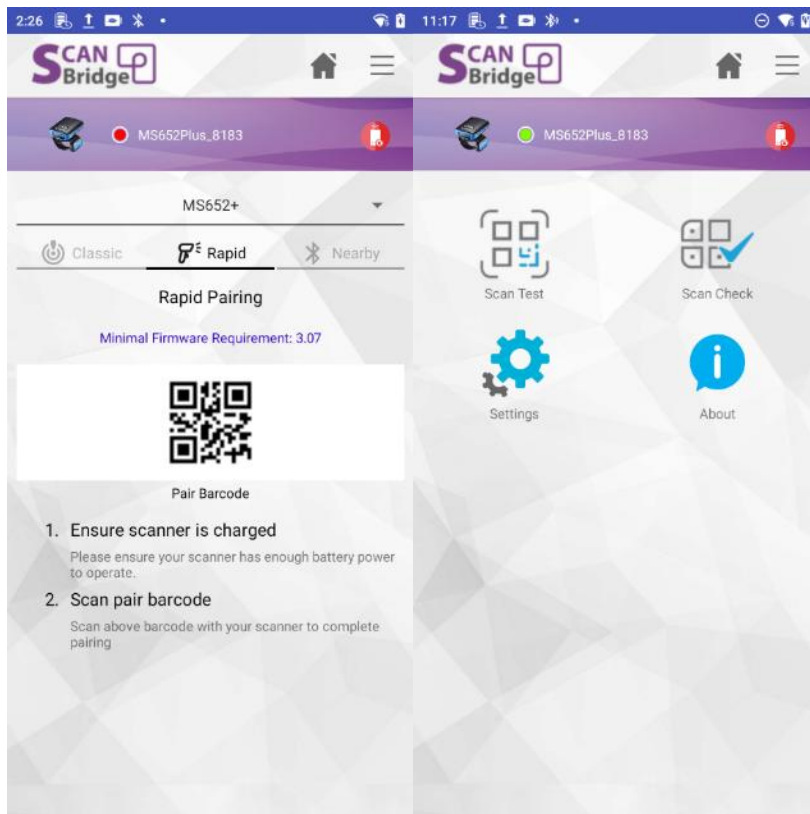 2:26
SCAN
Bridge
MS652Plus_8183
MS652+
Classic
Rapid
Nearby
Rapid Pairing
Minimal Firmware Requirement: 3.07
Pair Barcode
1. Ensure scanner is charged
Please ensure your scanner has enough battery power
to operate.
2. Scan pair barcode
Scan above barcode with your scanner to complete
pairing
11:17
SCAN
Bridge
MS652Plus_8183
Scan Test
Scan Check
Settings
About